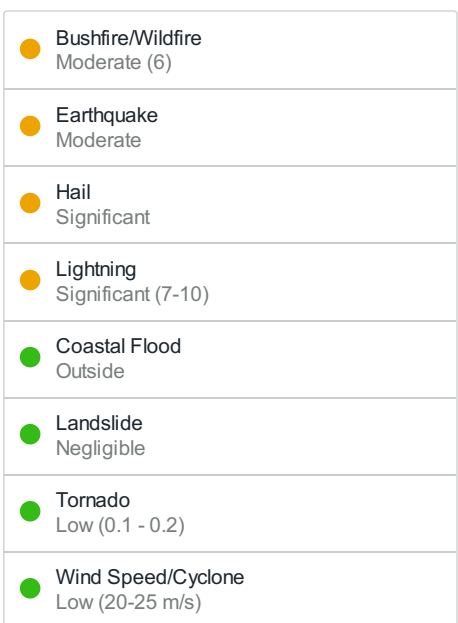 Bushfire/Wildfire
Moderate (6)
Earthquake
Moderate
Hail
Significant
Lightning
Significant (7-10)
Coastal Flood
Outside
Landslide
Negligible
Tornado
Low (0.1 - 0.2)
Wind Speed/Cyclone
Low (20-25 m/s)